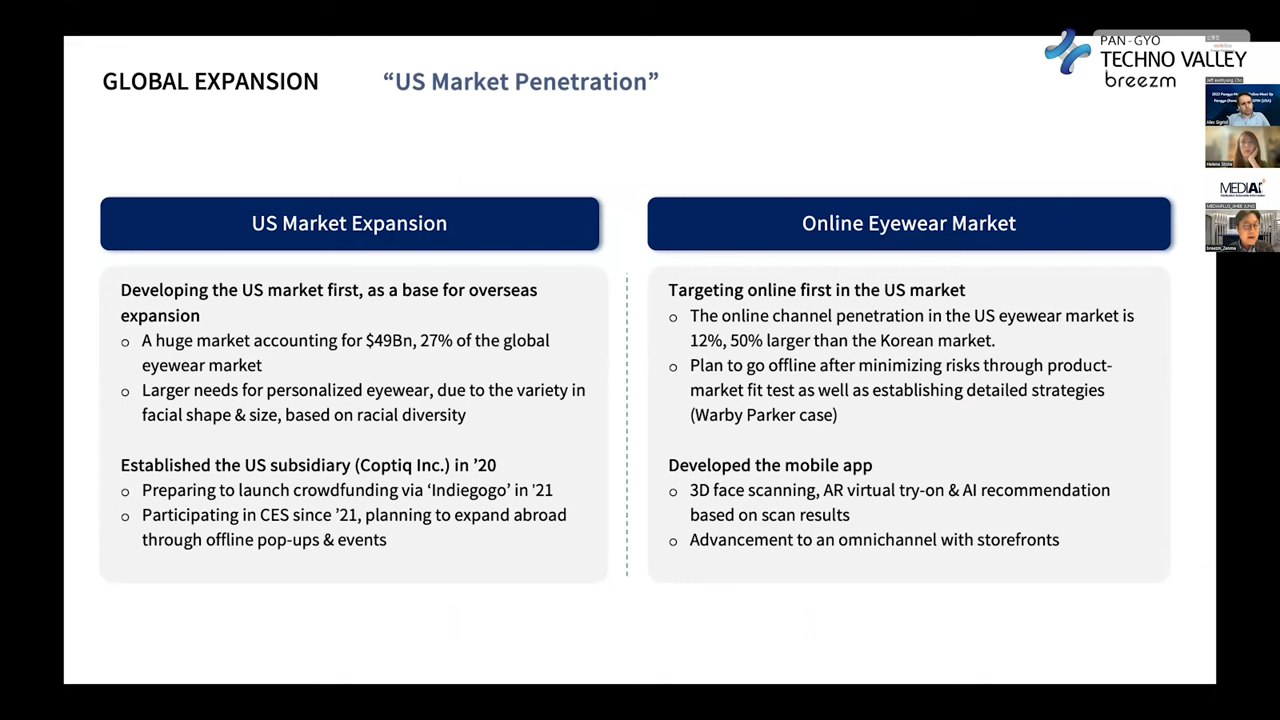 GLOBAL EXPANSION “US Market Penetration”
PAN-GYO
TECHNO VALLEY
breezm
US Market Expansion
Developing the US market first, as a base for overseas
expansion
o A huge market accounting for $49Bn, 27% of the global
eyewear market
o Larger needs for personalized eyewear, due to the variety in
facial shape & size, based on racial diversity
Established the US subsidiary (Coptiq Inc.) in ’20
o Preparing to launch crowdfunding via ‘Indiegogo’ in '21
o Participating in CES since ’21, planning to expand abroad
through offline pop-ups & events
Online Eyewear Market
Targeting online first in the US market
o The online channel penetration in the US eyewear market is
12%, 50% larger than the Korean market.
o Plan to go offline after minimizing risks through product-
market fit test as well as establishing detailed strategies
(Warby Parker case)
Developed the mobile app
o 3D face scanning, AR virtual try-on & AI recommendation
based on scan results
o Advancement to an omnichannel with storefronts
Alex Sigrist
Helena Stone
MEDIAI
MEDIAIPLUS_JIHEE JUNG
breezm_Zenma